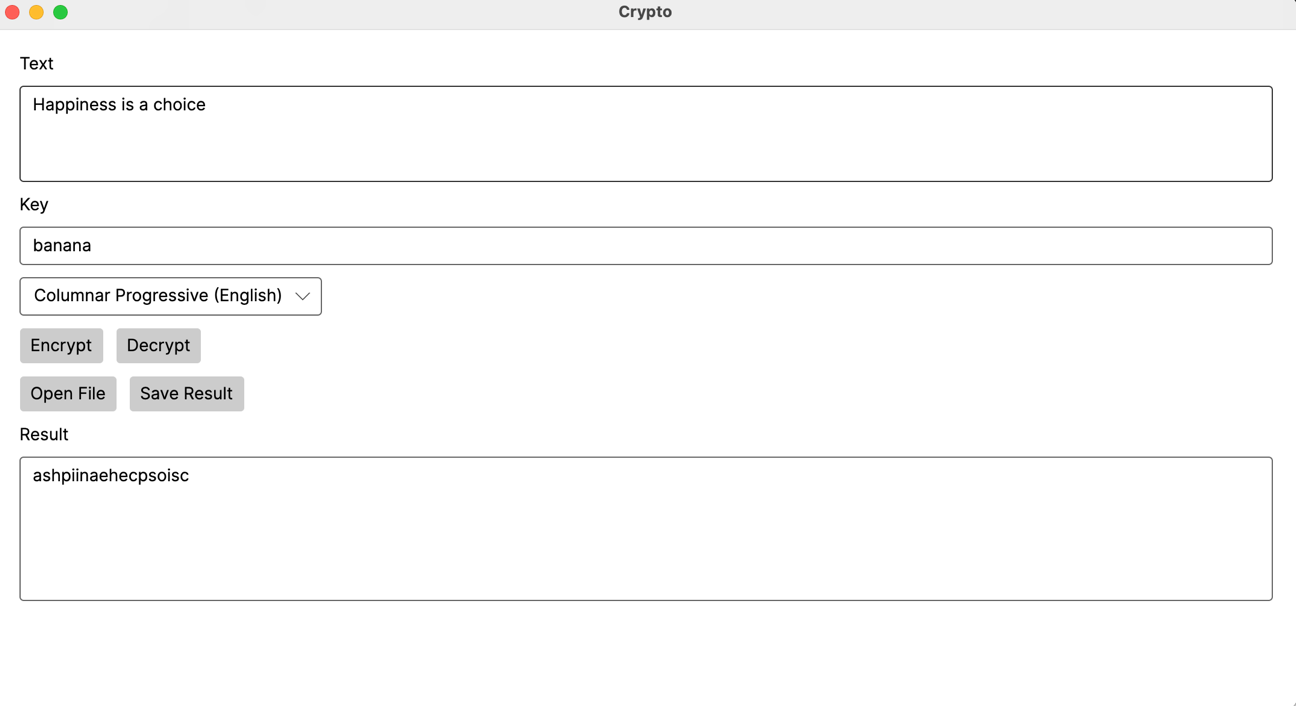 Crypto
Text
Happiness is a choice
Key
banana
Columnar Progressive (English)
Encrypt Decrypt
Open File Save Result
Result
ashpiinaehecpsoisc